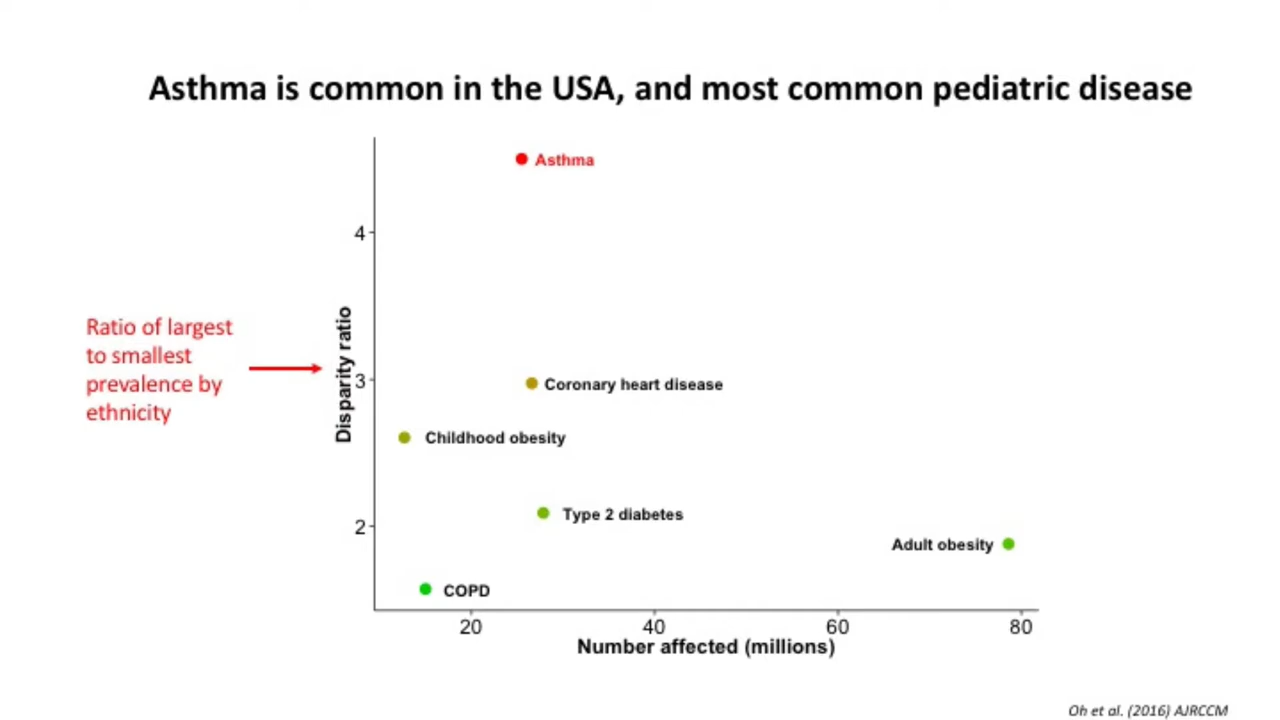 Asthma is common in the USA, and most common pediatric disease
Asthma
4
Ratio of largest
to smallest
prevalence by
ethnicity
Disparity ratio
3
Coronary heart disease
Childhood obesity
Type 2 diabetes
2
Adult obesity
COPD
20 40 60 80
Number affected (millions)
Oh et al. (2016) AJRCCM